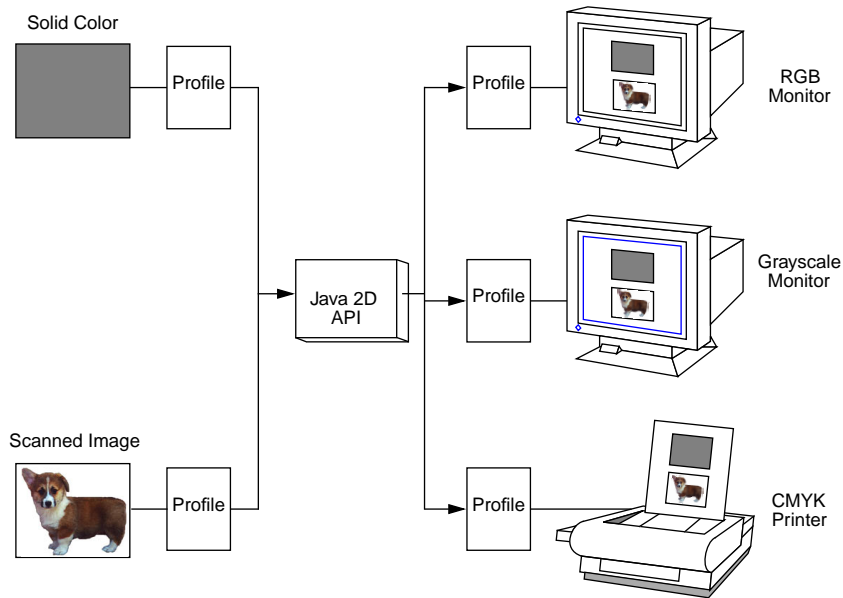 Solid Color
Profile
Profile
RGB
Monitor
Java 2D
API
Profile
Grayscale
Monitor
Scanned Image
Profile
Profile
CMYK
Printer